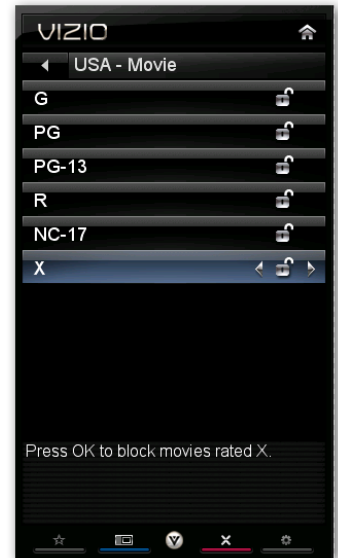 VIZIO
USA - Movie
G
PG
PG-13
R
NC-17
X
Press OK to block movies rated X.
V